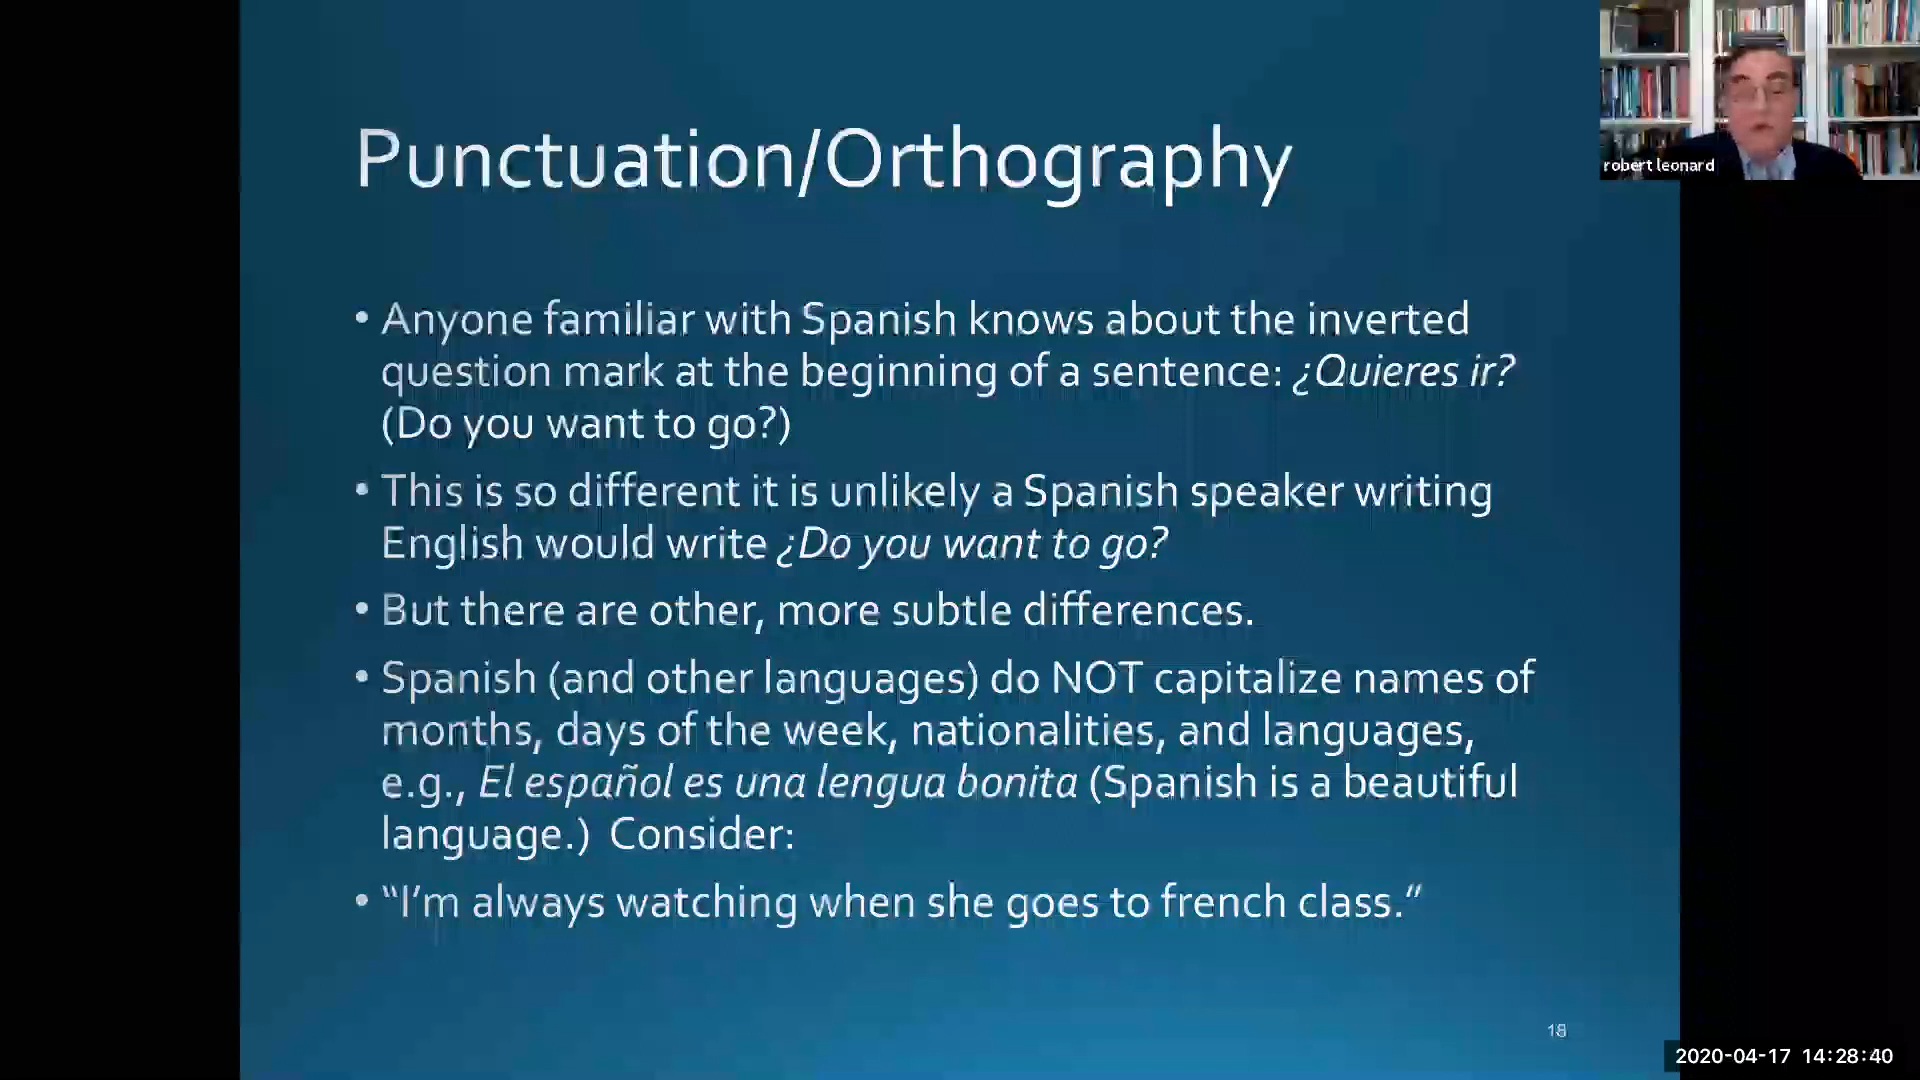 Punctuation/Orthography
robert leonard
• Anyone familiar with Spanish knows about the inverted
question mark at the beginning of a sentence: ¿Quieres ir?
(Do you want to go?)
• This is so different it is unlikely a Spanish speaker writing
English would write ¿Do you want to go?
• But there are other, more subtle differences.
• Spanish (and other languages) do NOT capitalize names of
months, days of the week, nationalities, and languages,
e.g., El español es una lengua bonita (Spanish is a beautiful
language.)  Consider:
• “I’m always watching when she goes to french class.”
18
2020-04-17 14:28:40